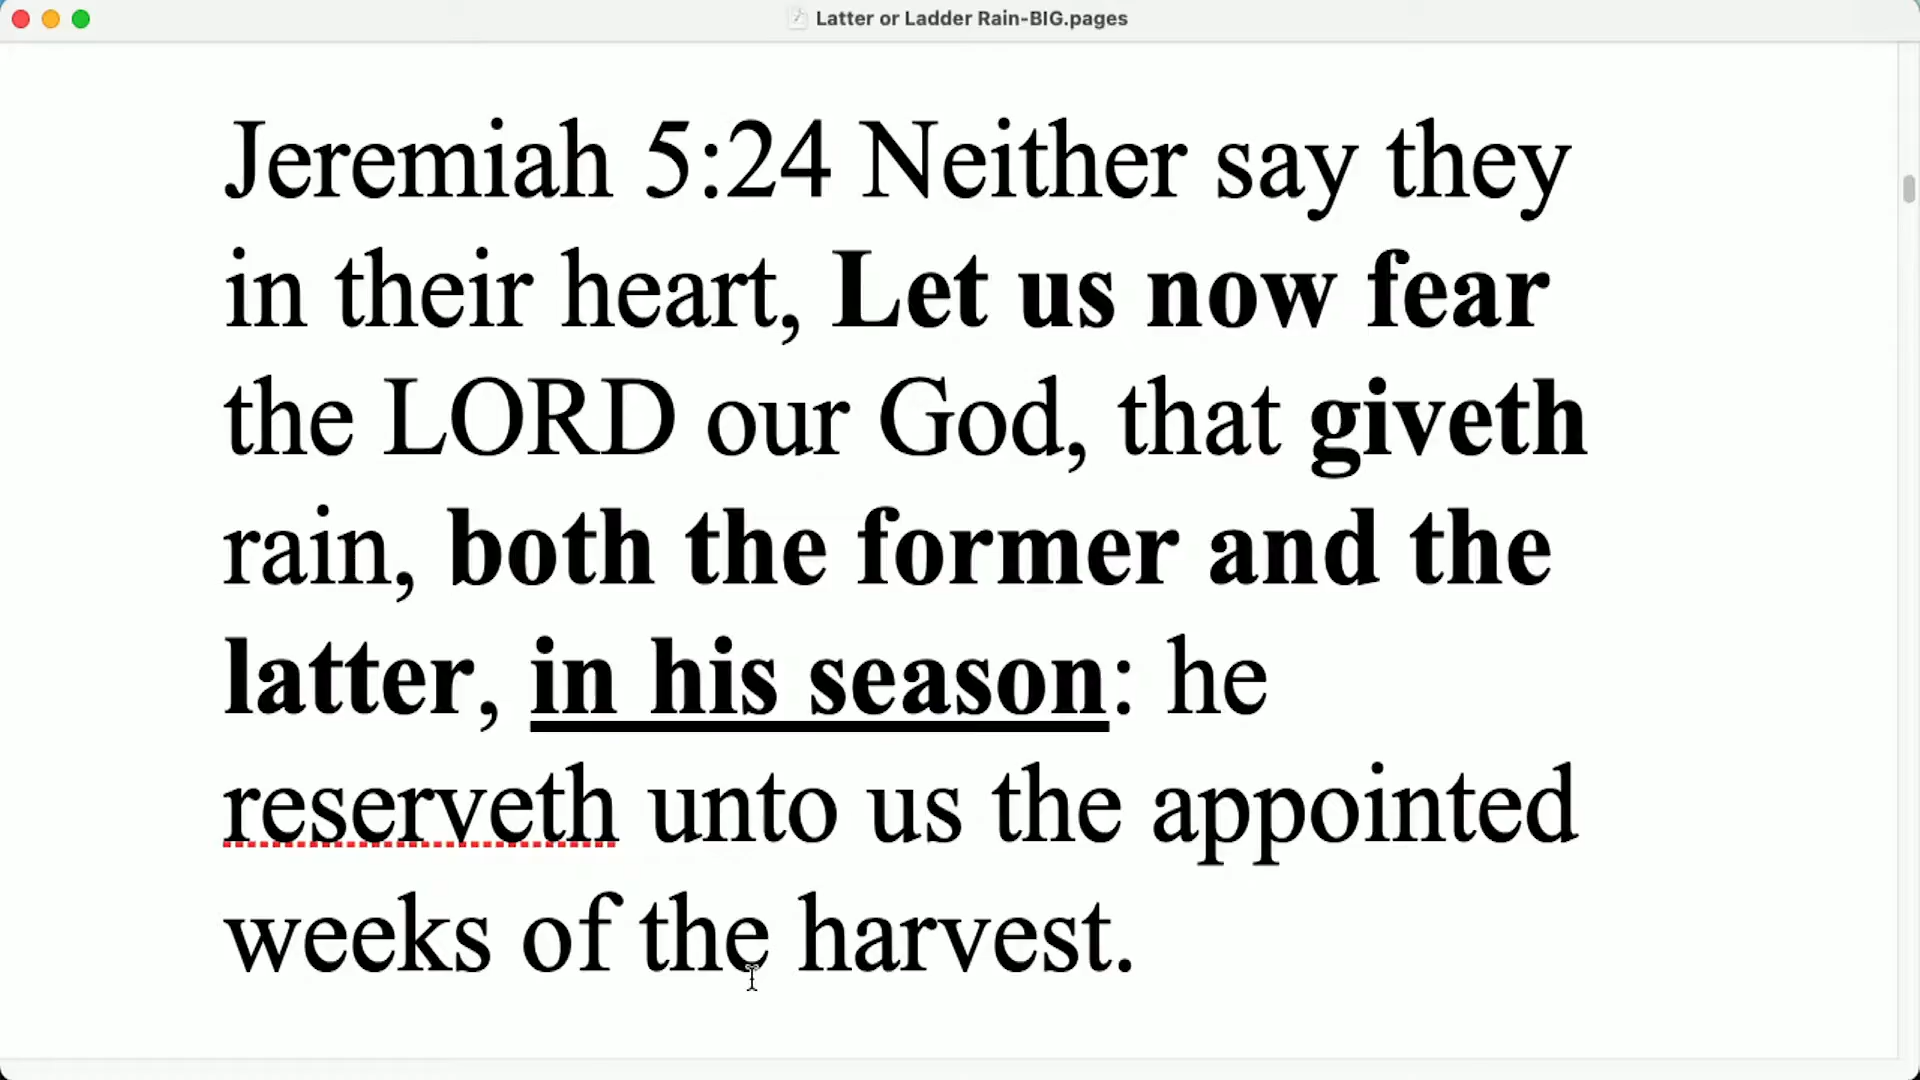 Latter or Ladder Rain-BIG.pages
Jeremiah 5:24 Neither say they
in their heart, Let us now fear
the LORD our God, that giveth
rain, both the former and the
latter, in his season: he
reserveth unto us the appointed
weeks of the harvest.